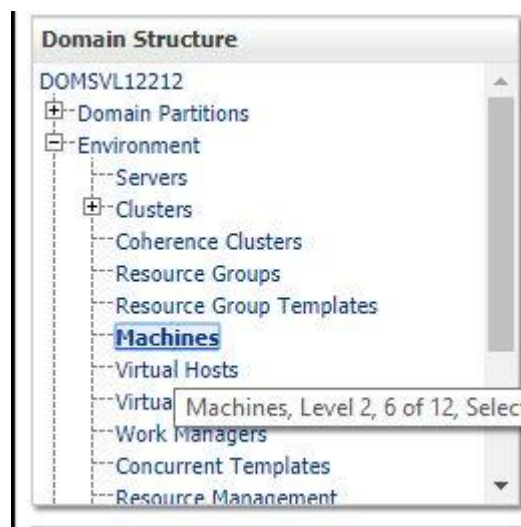 Domain Structure
DOMSVL12212
Domain Partitions
Environment
Servers
Clusters
Coherence Clusters
Resource Groups
Resource Group Templates
Machines
Virtual Hosts
Virtua
Machines, Level 2, 6 of 12, Selec
Work Managers
Concurrent Templates
Resource Management